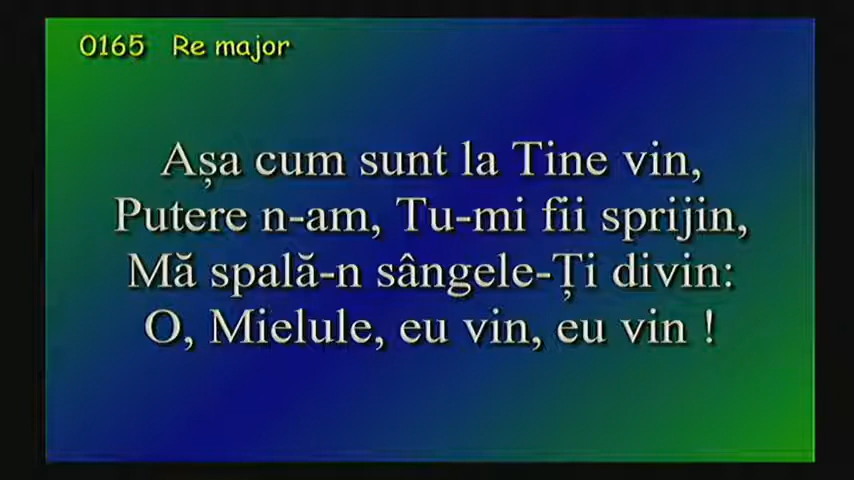 0165 Re major
Așa cum sunt la Tine vin,
Putere n-am, Tu-mi fii sprijin,
Mă spală-n sângele-Ți divin:
O, Mielule, eu vin, eu vin !